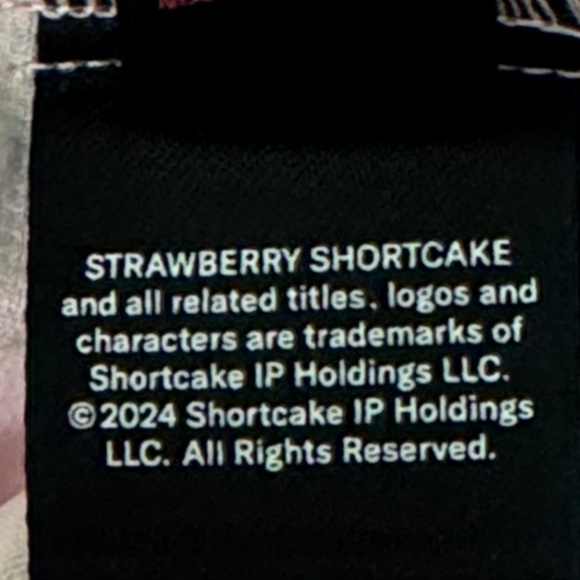 STRAWBERRY SHORTCAKE
and all related titles, logos and
characters are trademarks of
Shortcake IP Holdings LLC.
©2024 Shortcake IP Holdings
LLC. All Rights Reserved.